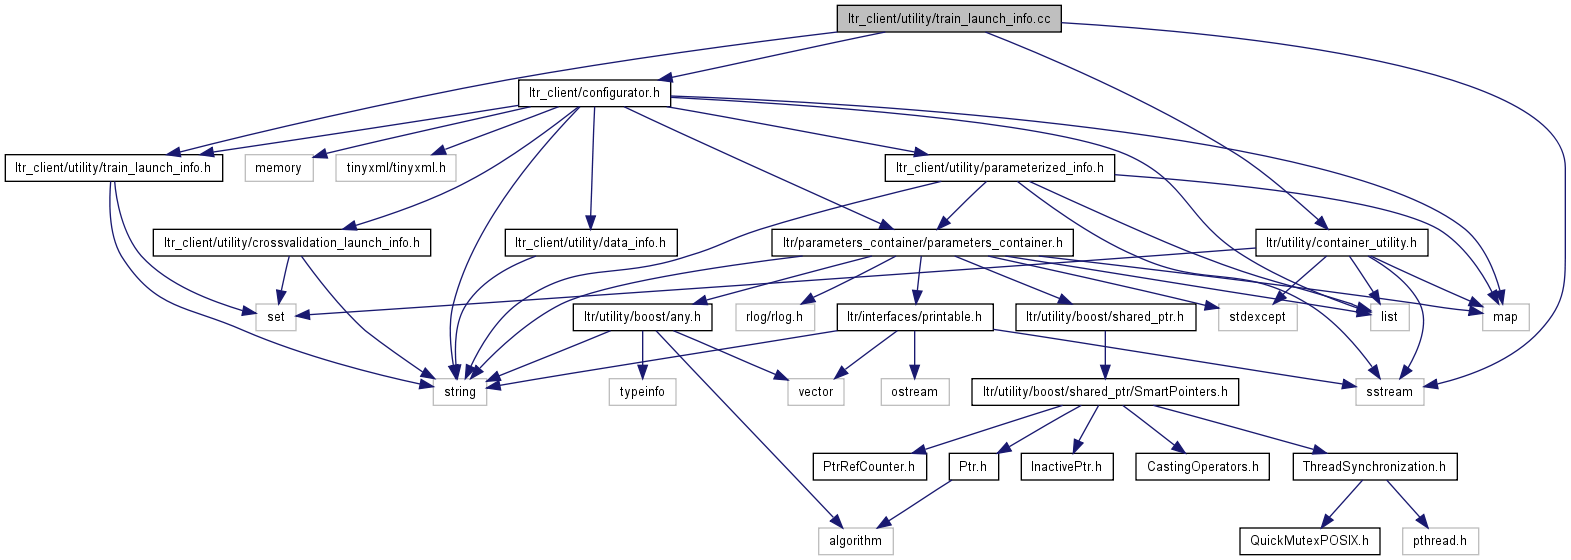 ltr_client/utility/train_launch_info.cc
ltr_client/configurator.h
ltr_client/utility/train_launch_info.h
memory
tinyxml/tinyxml.h
ltr_client/utility/parameterized_info.h
ltr_client/utility/crossvalidation_launch_info.h
ltr_client/utility/data_info.h
ltr/parameters_container/parameters_container.h
ltr/utility/container_utility.h
set
ltr/utility/boost/any.h
rlog/rlog.h
ltr/interfaces/printable.h
ltr/utility/boost/shared_ptr.h
stdexcept
list
map
string
typeinfo
vector
ostream
ltr/utility/boost/shared_ptr/SmartPointers.h
sstream
PtrRefCounter.h
Ptr.h
InactivePtr.h
CastingOperators.h
ThreadSynchronization.h
algorithm
QuickMutexPOSIX.h
pthread.h